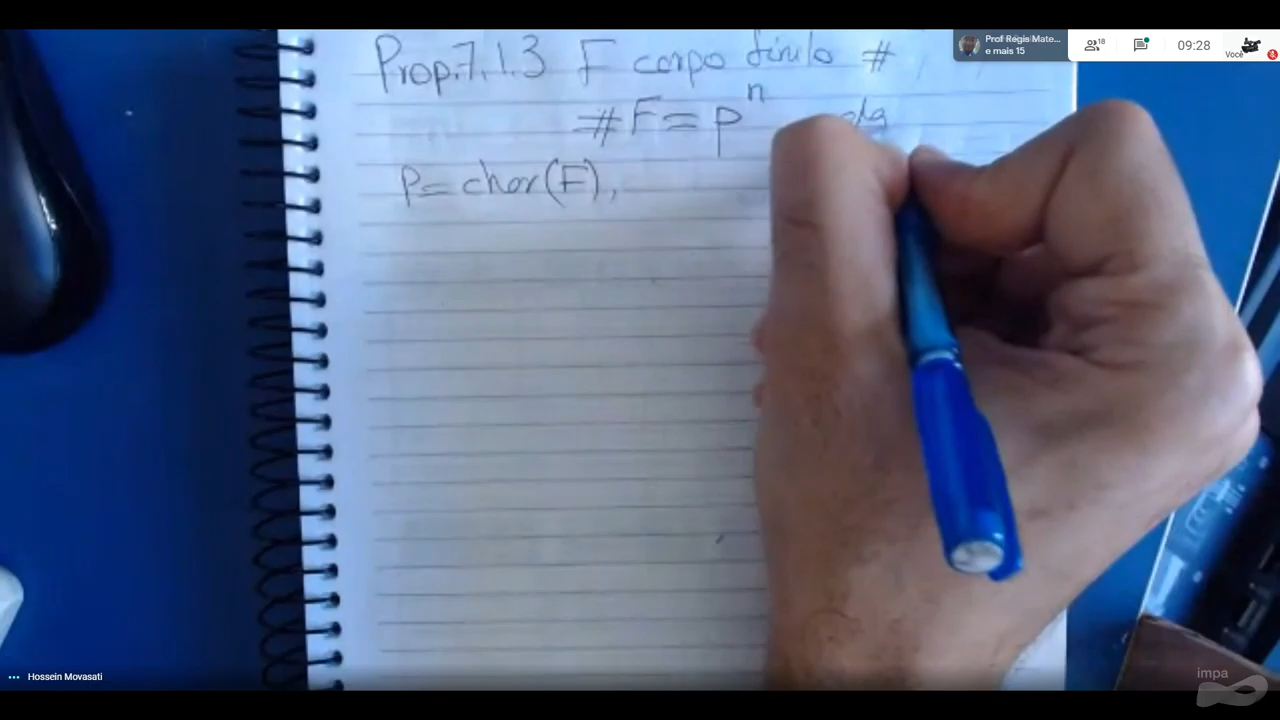 Prof Régis Mate...
e mais 15
18
09:28
Você
Prop.7.1.3 F corpo finito #
#F = p^n
p = char(F),
Hossein Movasati
impa